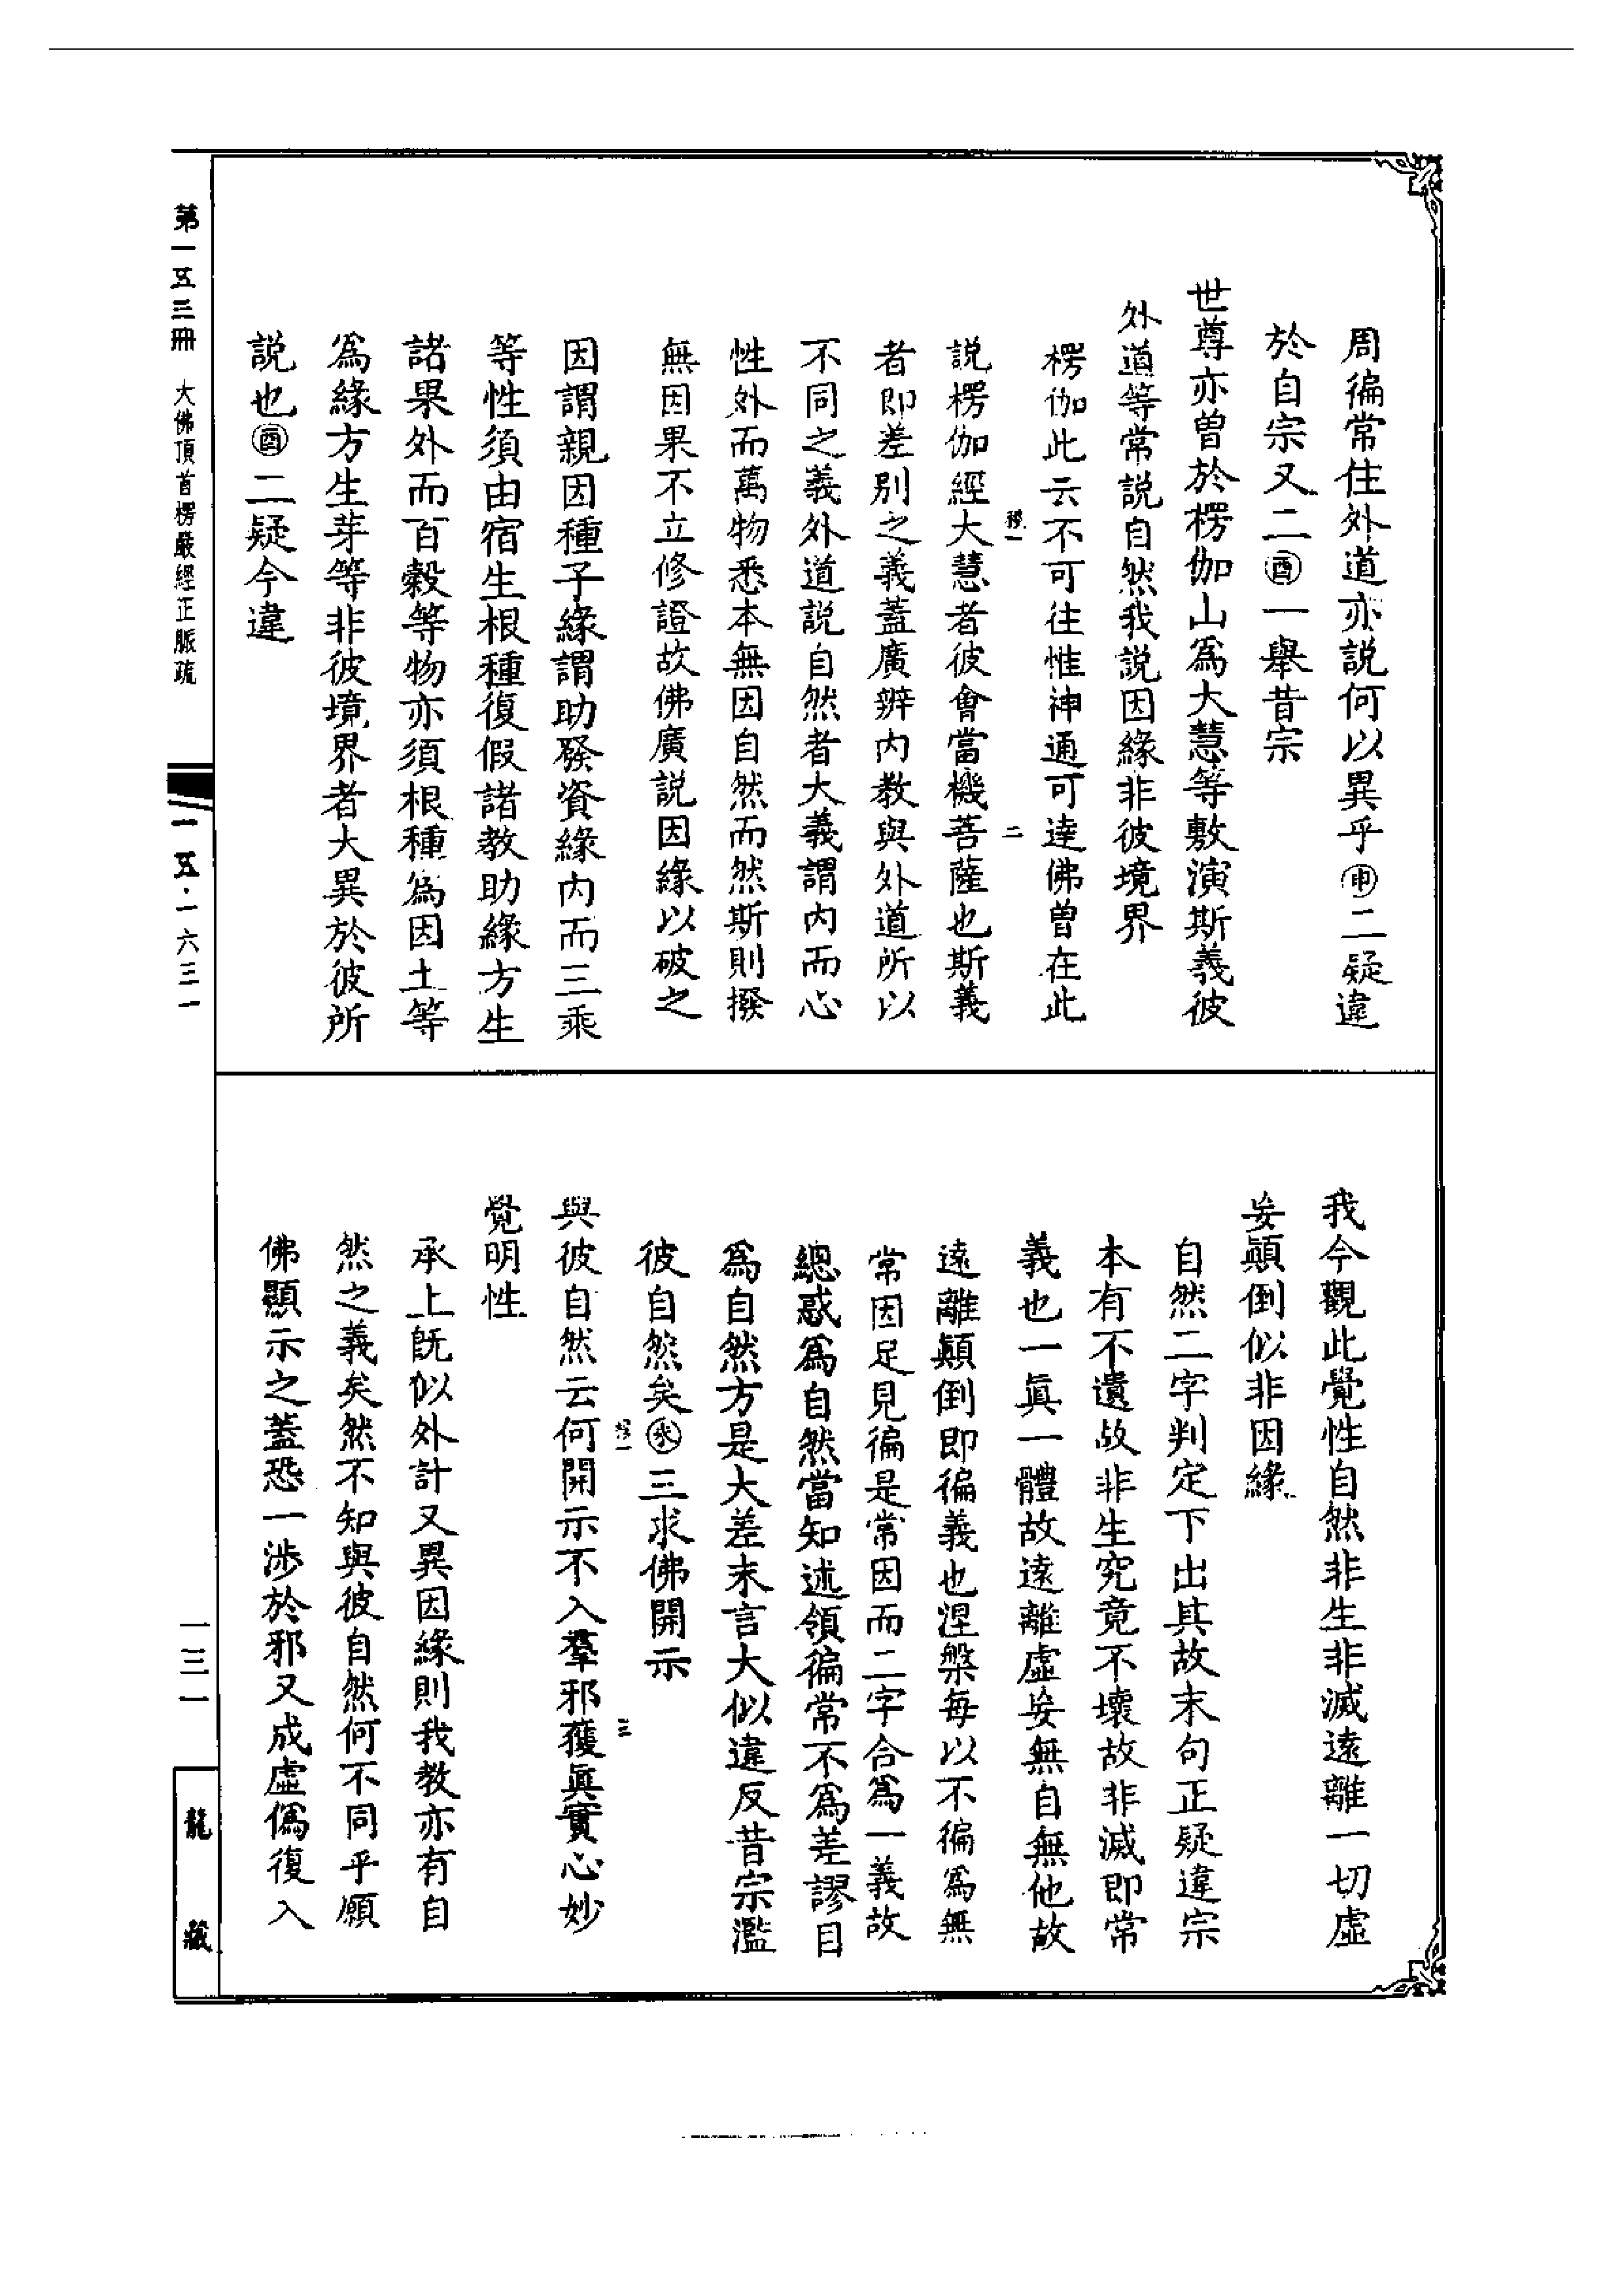 周徧常住外道亦説何以異乎㊥二疑違
於自宗又二㊒一舉昔宗
世尊亦曾於楞伽山爲大慧等敷演斯義彼
外道等常説自然我説因緣非彼境界
楞伽此云不可往惟神通可達佛曾在此
説楞伽經大慧者彼會當機菩薩也斯義
者即差別之義蓋廣辨内教與外道所以
不同之義外道説自然者大義謂内而心
性外而萬物悉本無因自然而然斯則撥
無因果不立修證故佛廣説因緣以破之
因謂親因種子緣謂助發資緣内而三乘
等性須由宿生根種復假諸教助緣方生
諸果外而百穀等物亦須根種爲因土等
爲緣方生芽等非彼境界者大異於彼所
説也酉二疑今違
我今觀此覺性自然非生非滅遠離一切虛
妄顚倒似非因緣
自然二字判定下出其故末句正疑違宗
本有不遺故非生究竟不壞故非滅即常
義也一眞一體故遠離虛妄無自無他故
遠離顚倒即徧義也涅槃每以不徧爲無
常因足見徧是常因而二字合爲一義故
總惑爲自然當知述領徧常不爲差謬目
爲自然方是大差末言大似違反昔宗濫
彼自然矣三求佛開示
與彼自然云何開示不入羣邪獲眞實心妙
覺明性
承上旣似外計又異因緣則我教亦有自
然之義矣然不知與彼自然何不同乎願
佛顯示之蓋恐一涉於邪又成虛僞復入
第一五三冊 大佛頂首楞嚴經正脈疏
一五·一六三一
一三一
龍藏